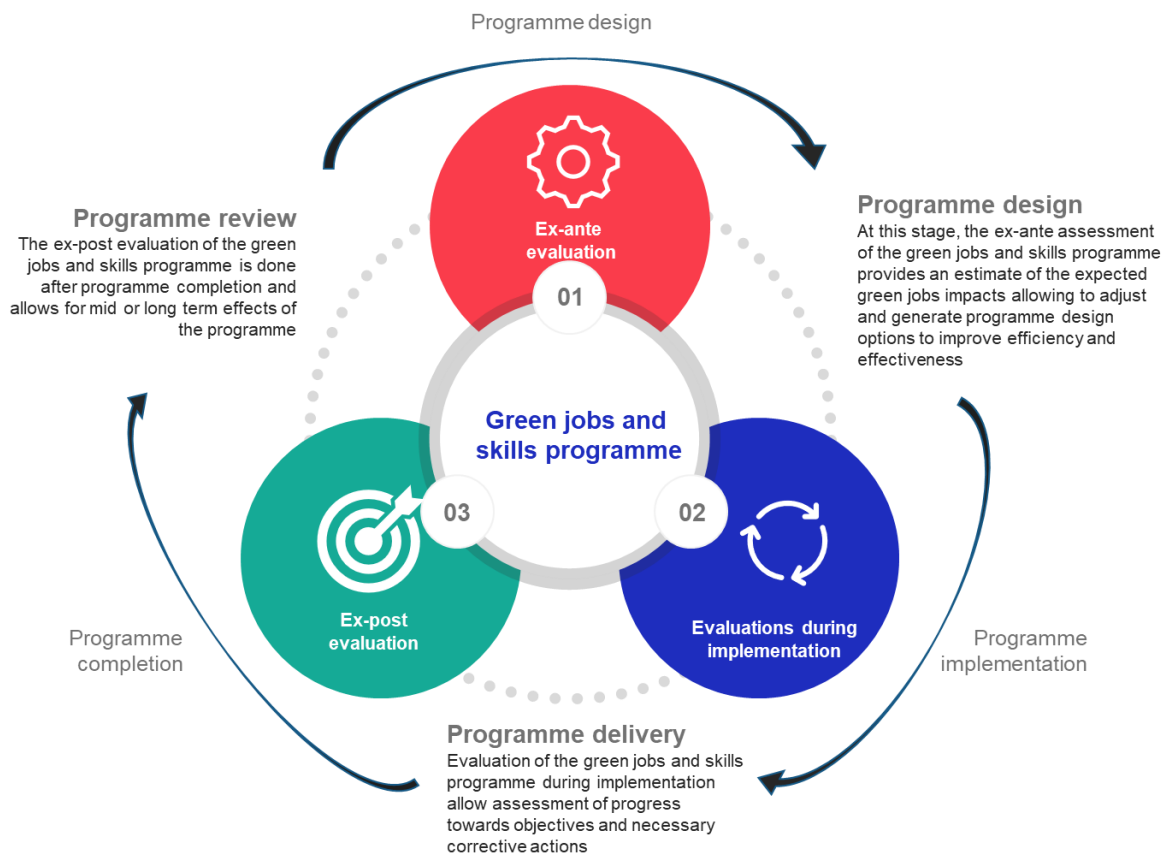 Programme design
Ex-ante
evaluation
01
Programme review
The ex-post evaluation of the green
jobs and skills programme is done
after programme completion and
allows for mid or long term effects of
the programme
Programme design
At this stage, the ex-ante assessment
of the green jobs and skills programme
provides an estimate of the expected
green jobs impacts allowing to adjust
and generate programme design
options to improve efficiency and
effectiveness
Green jobs and
skills programme
03
02
Ex-post
evaluation
Evaluations during
implementation
Programme
completion
Programme
implementation
Programme delivery
Evaluation of the green jobs and skills
programme during implementation
allow assessment of progress
towards objectives and necessary
corrective actions